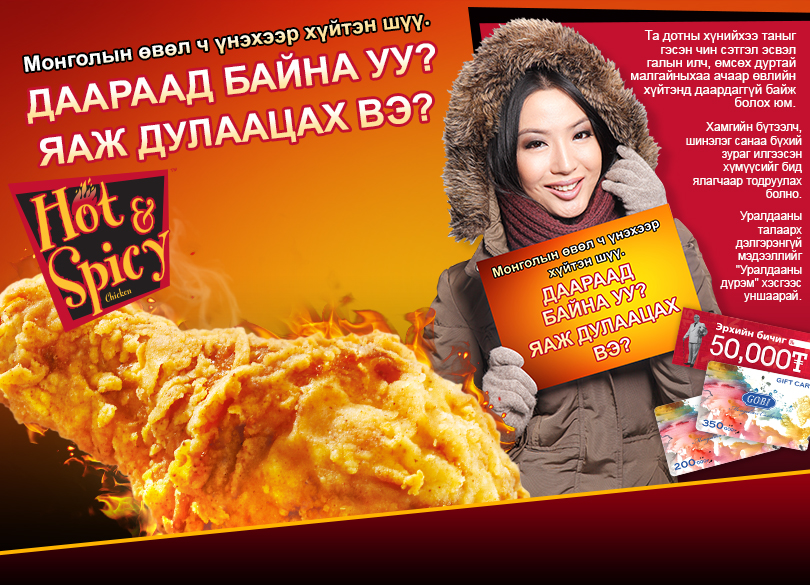 Монголын өвөл ч үнэхээр хүйтэн шүү.
ДААРААД БАЙНА УУ?
ЯАЖ ДУЛААЦАХ ВЭ?
Hot &
Spicy
Chicken
Та дотны хүнийхээ таныг
гэсэн чин сэтгэл эсвэл
галын илч, өмсөх дуртай
малгайныхаа ачаар өвлийн
хүйтэнд даардаггүй байж
болох юм.
Хамгийн бүтээлч,
шинэлэг санаа бүхий
зураг илгээсэн
хүмүүсийг бид
ялагчаар тодруулах
болно.
Уралдааны
талаарх
дэлгэрэнгүй
мэдээллийг
"Уралдааны
дүрэм" хэсгээс
уншаарай.
Монголын өвөл ч үнэхээр
хүйтэн шүү.
ДААРААД
БАЙНА УУ?
ЯАЖ ДУЛААЦАХ
ВЭ?
Эрхийн бичиг
50,000₮
GIFT CAR
GOBI
350
200